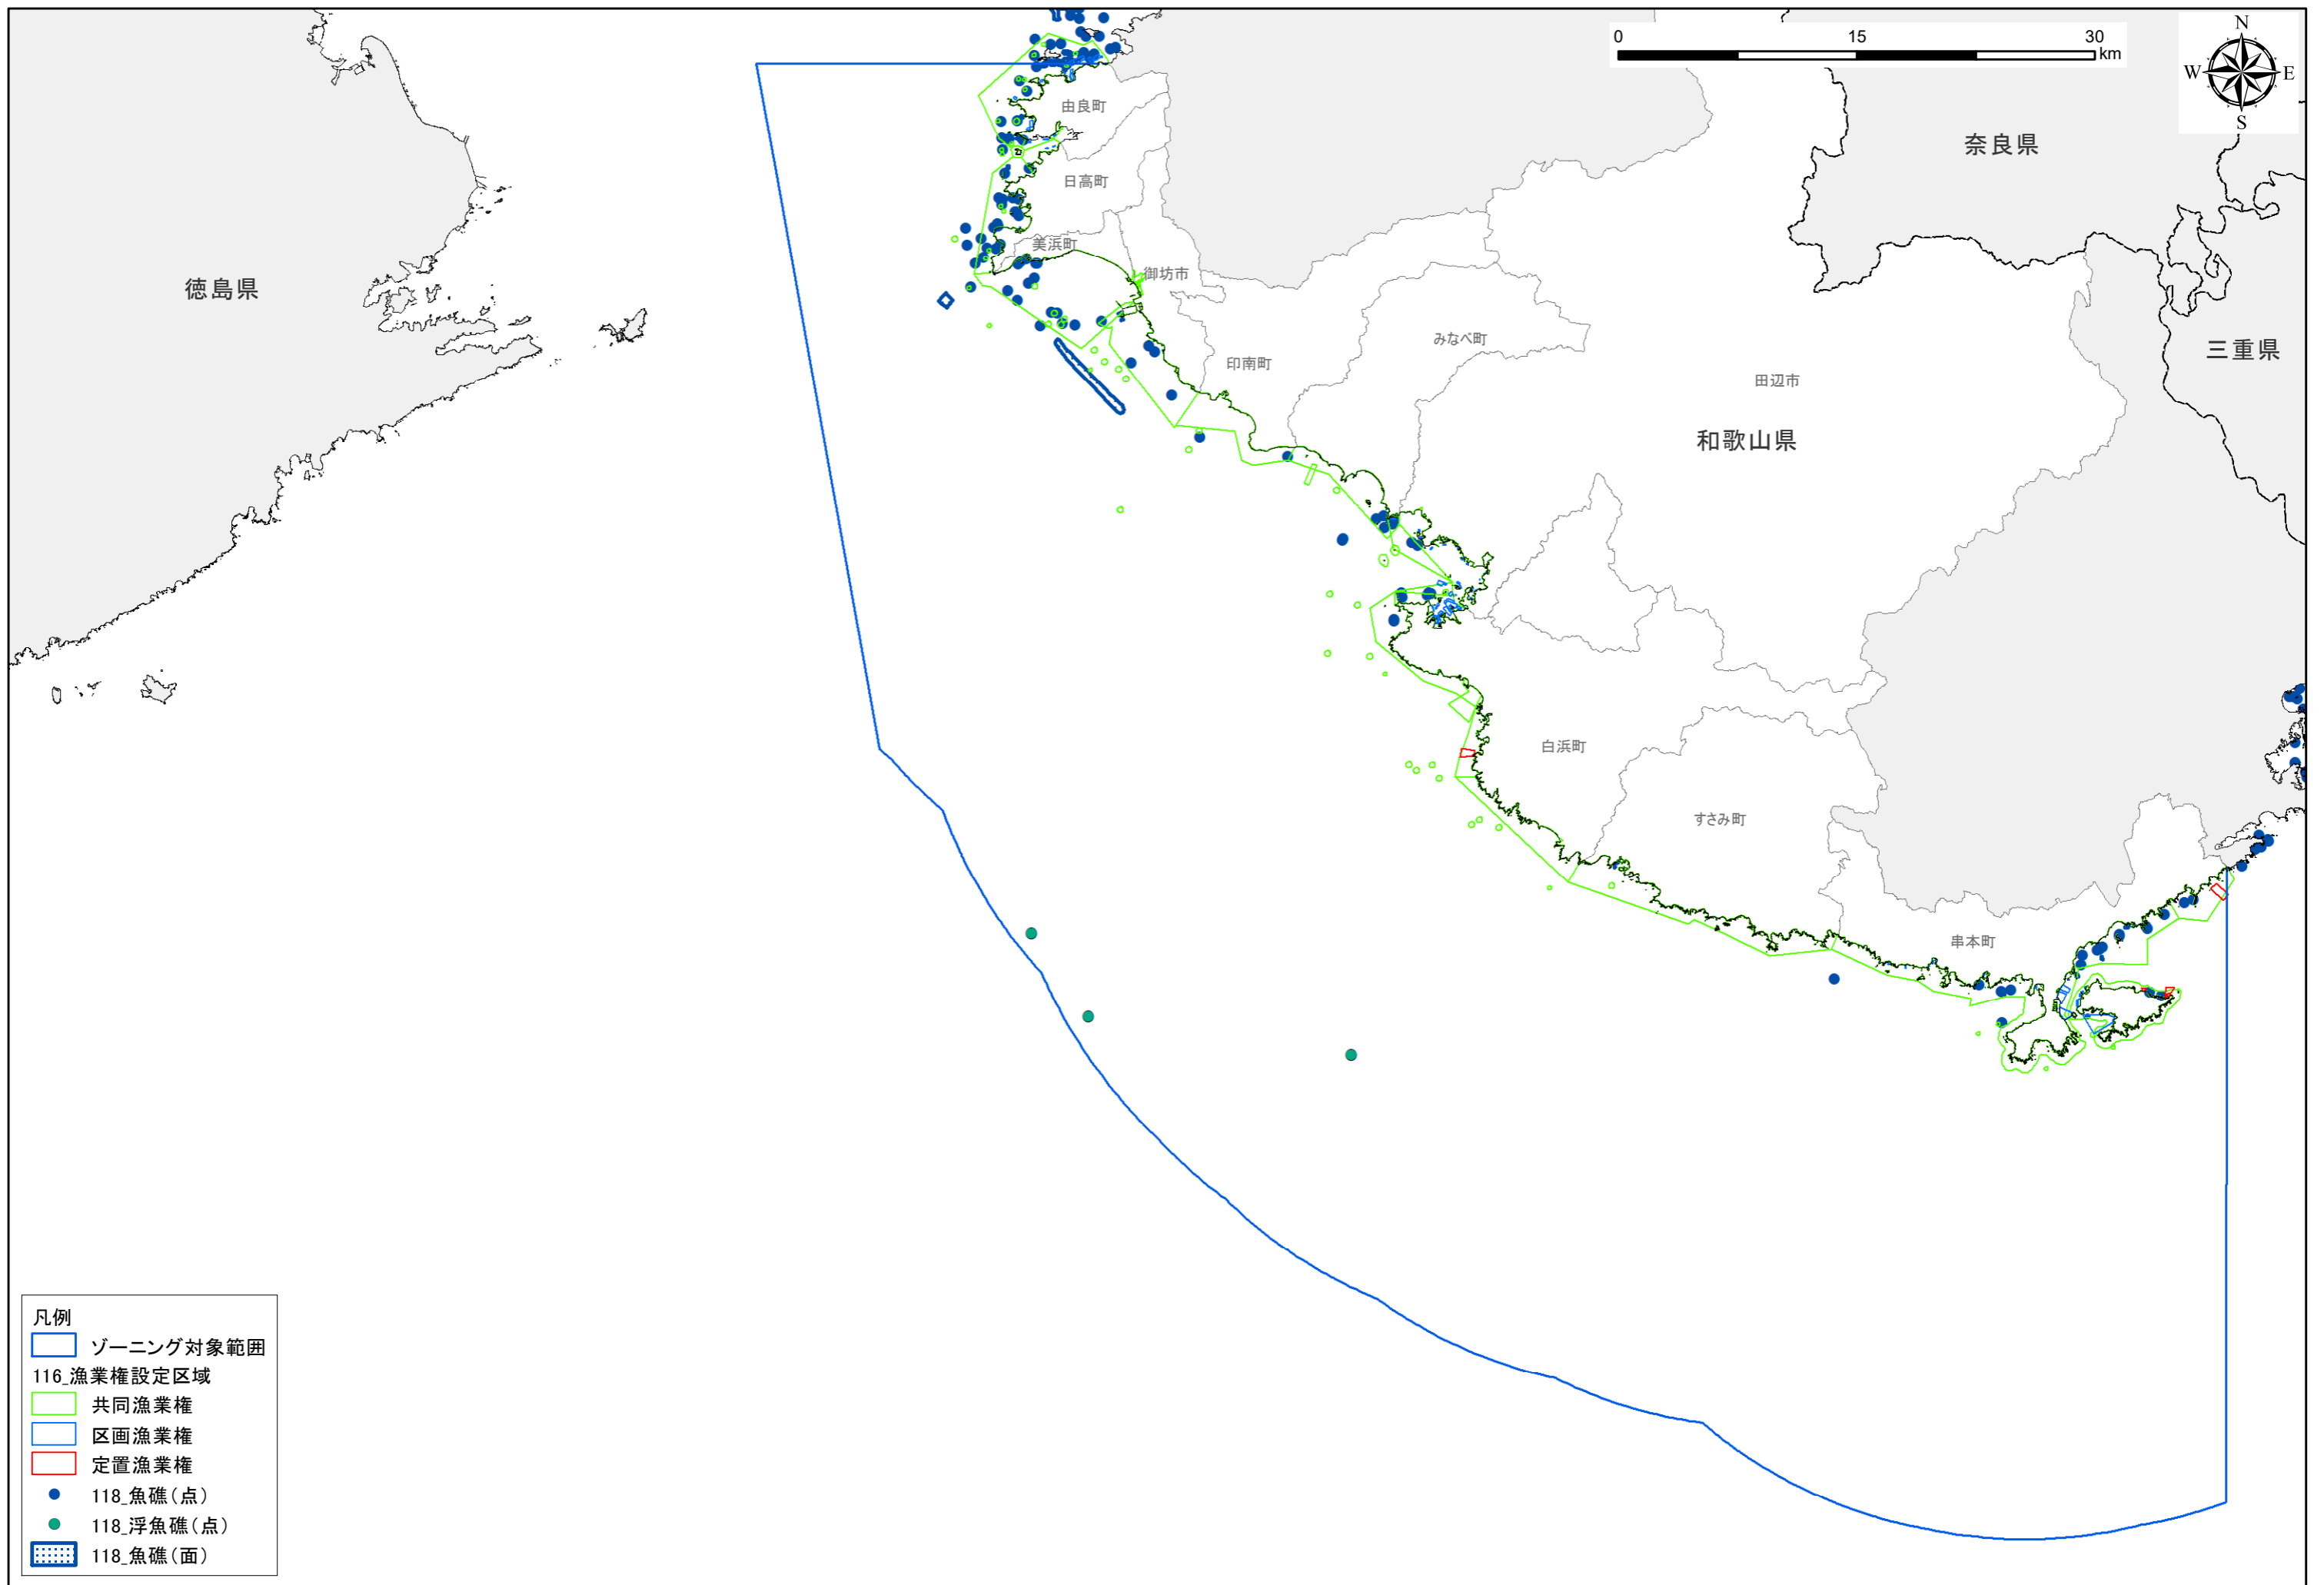 0 15 30
km
N
W E
S
由良町
奈良県
日高町
美浜町
御坊市
徳島県
みなべ町
三重県
印南町
田辺市
和歌山県
白浜町
すさみ町
串本町
凡例
ゾーニング対象範囲
116_漁業権設定区域
共同漁業権
区画漁業権
定置漁業権
118_魚礁(点)
118_浮魚礁(点)
118_魚礁(面)